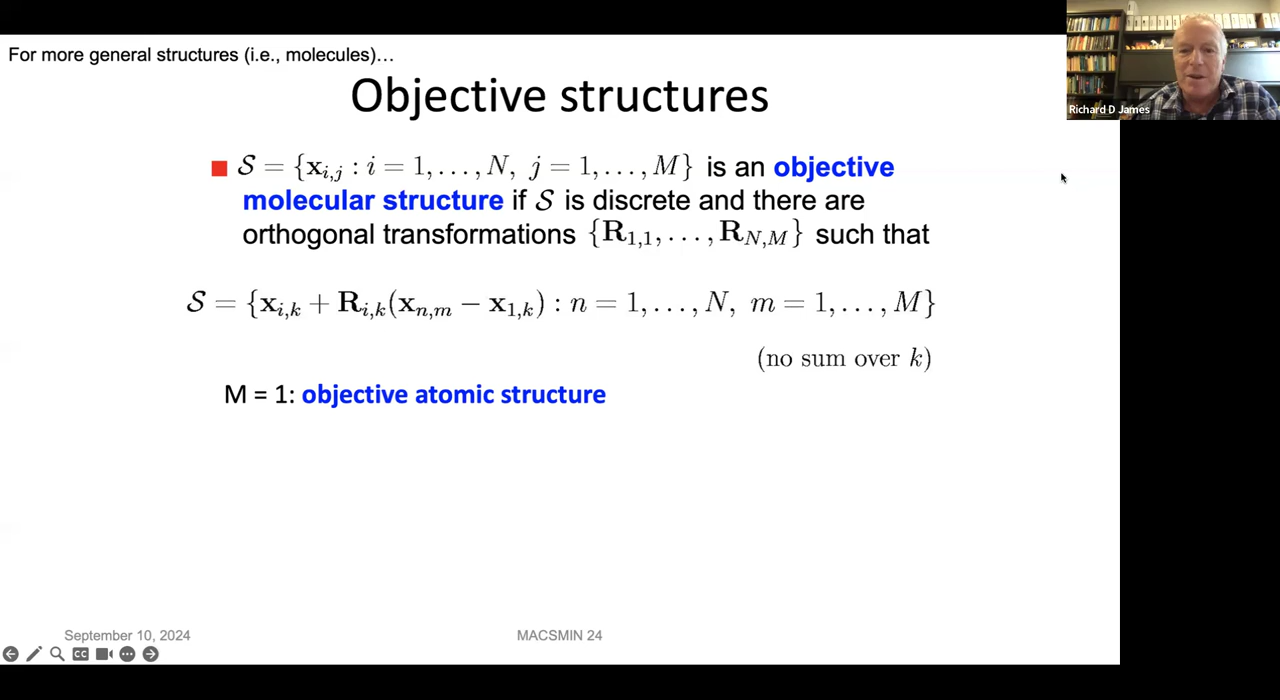 For more general structures (i.e., molecules)…
Objective structures
Richard D James
𝒮 = {𝐱_{i,j} : i = 1, . . . , N, j = 1, . . . , M} is an objective
molecular structure if 𝒮 is discrete and there are
orthogonal transformations {𝐑_{1,1}, . . . , 𝐑_{N,M}} such that
𝒮 = {𝐱_{i,k} + 𝐑_{i,k}(𝐱_{n,m} − 𝐱_{1,k}) : n = 1, . . . , N, m = 1, . . . , M}
(no sum over k)
M = 1: objective atomic structure
September 10, 2024 MACSMIN 24
CC